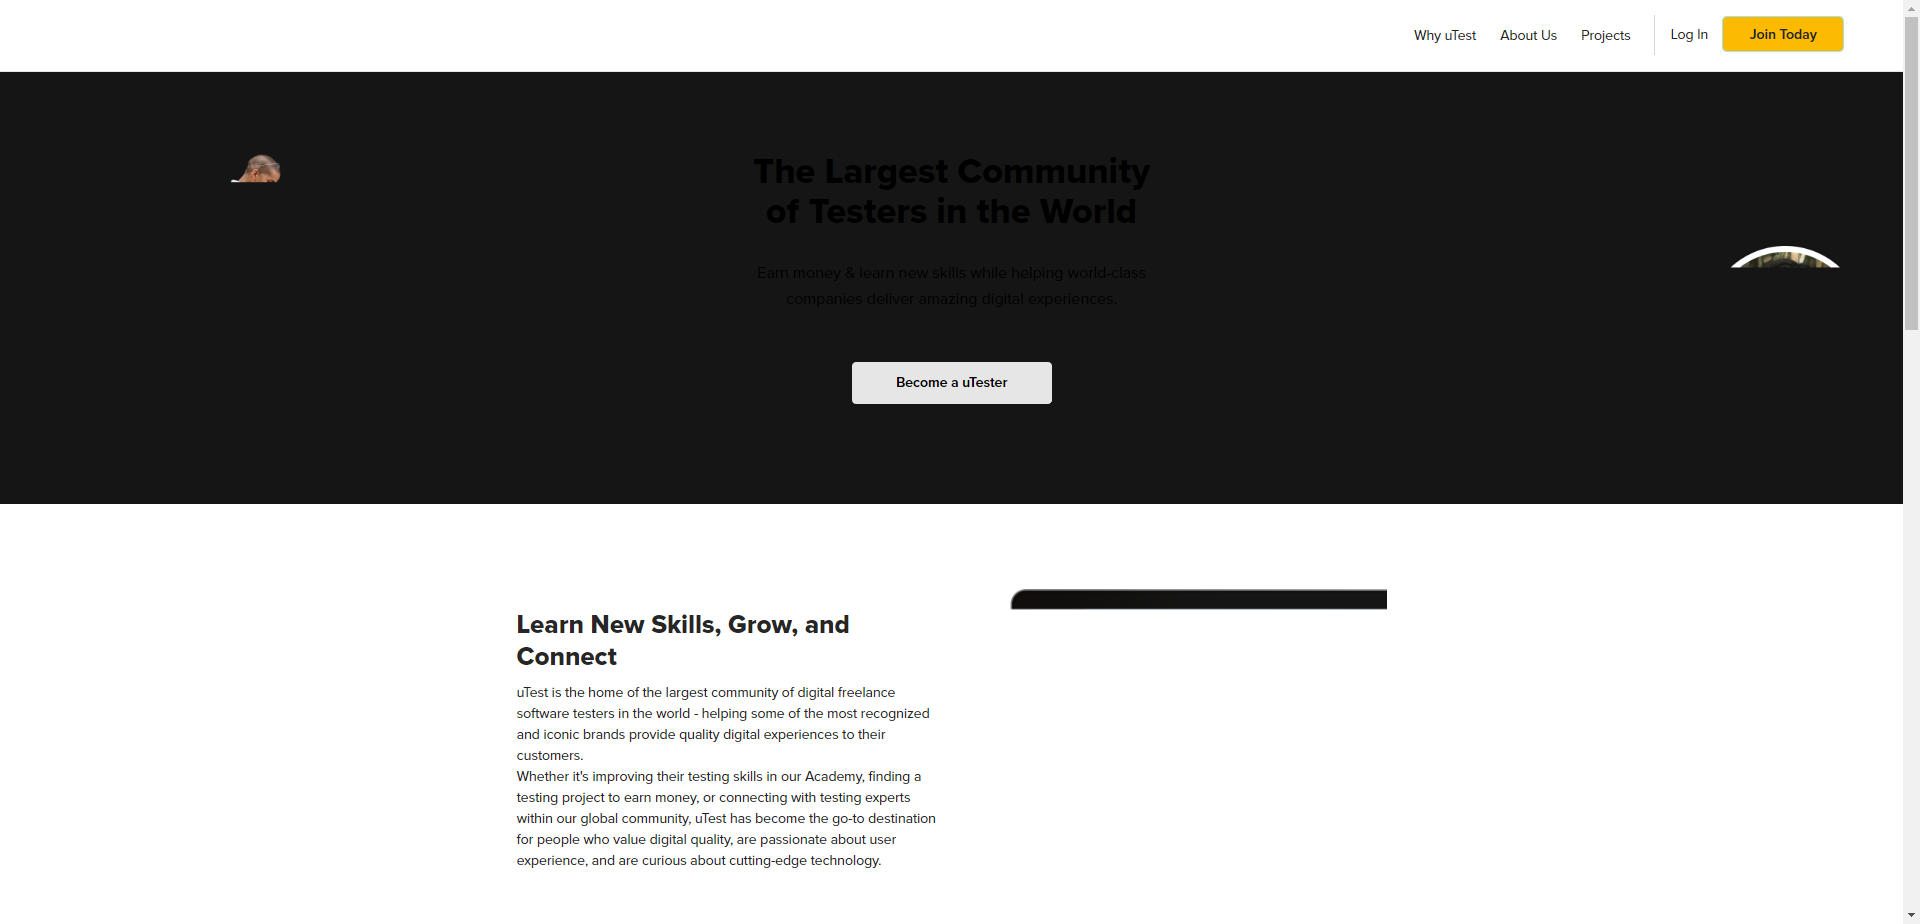 Why uTest
About Us
Projects
Log In
Join Today
The Largest Community
of Testers in the World
Earn money & learn new skills while helping world-class
companies deliver amazing digital experiences.
Become a uTester
Learn New Skills, Grow, and
Connect
uTest is the home of the largest community of digital freelance
software testers in the world - helping some of the most recognized
and iconic brands provide quality digital experiences to their
customers.
Whether it's improving their testing skills in our Academy, finding a
testing project to earn money, or connecting with testing experts
within our global community, uTest has become the go-to destination
for people who value digital quality, are passionate about user
experience, and are curious about cutting-edge technology.